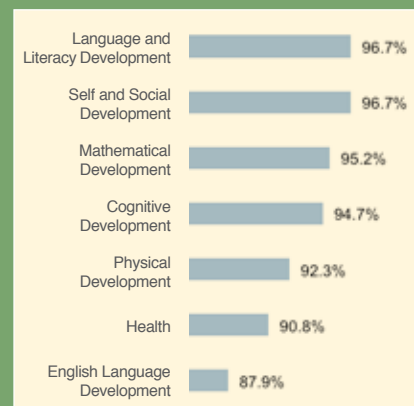 Language and
Literacy Development
96.7%
Self and Social
Development
96.7%
Mathematical
Development
95.2%
Cognitive
Development
94.7%
Physical
Development
92.3%
Health
90.8%
English Language
Development
87.9%